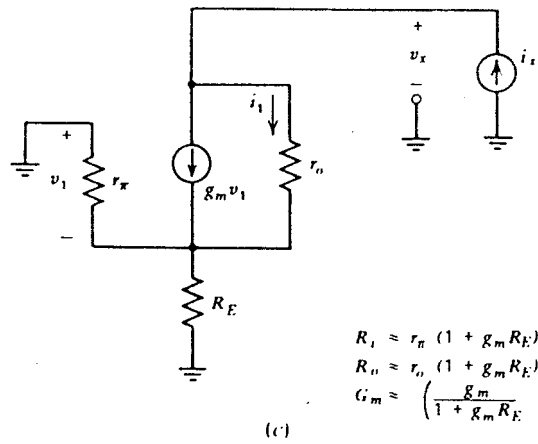 +
v_x
−
i_x
i_1
+
v_1
−
r_π
g_m v_1
r_o
R_E
R_i ≈ r_π (1 + g_m R_E)
R_o ≈ r_o (1 + g_m R_E)
G_m ≈ ( g_m / 1 + g_m R_E
(c)